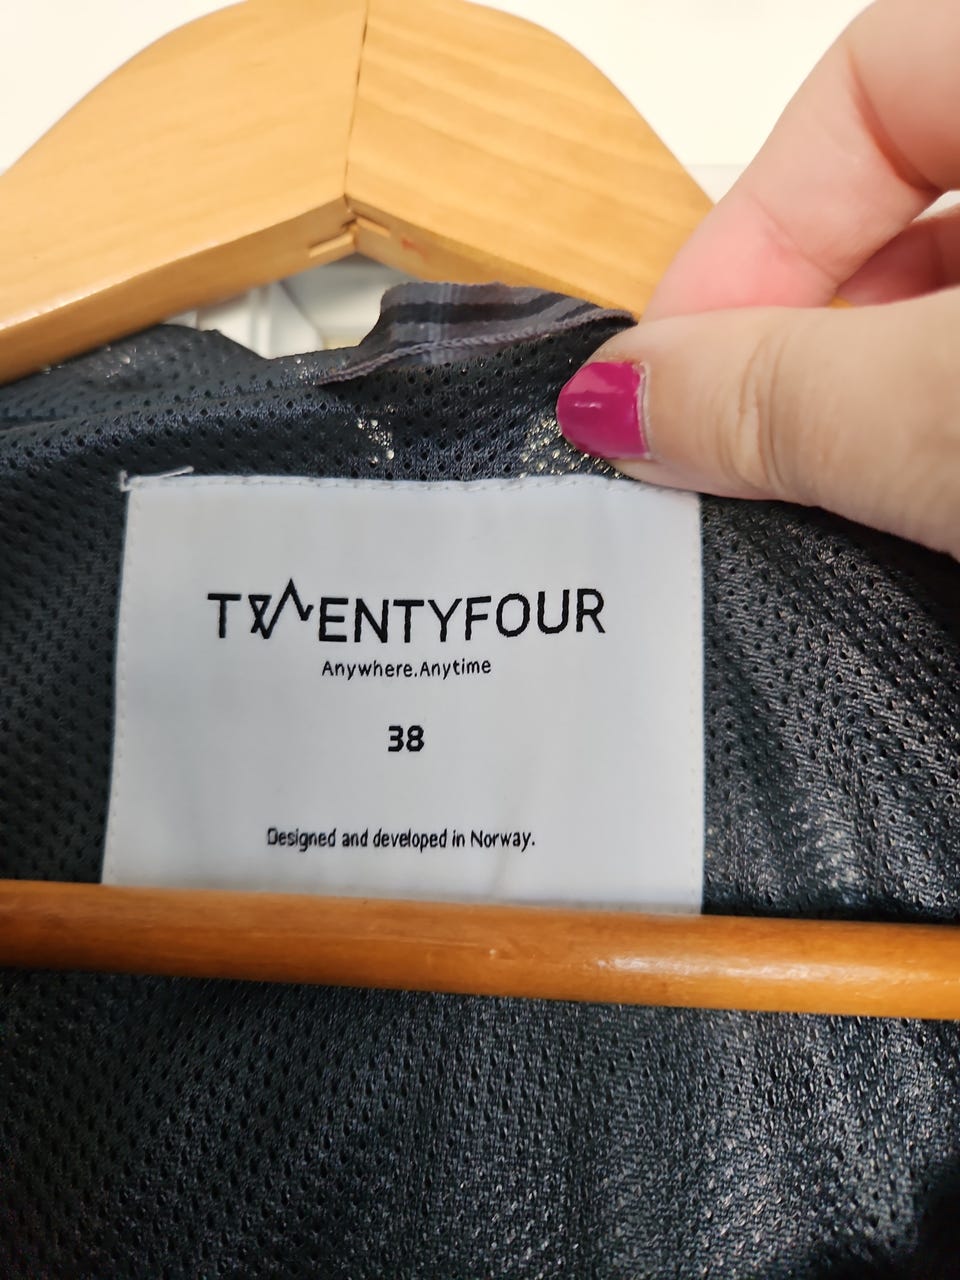 TWENTYFOUR
Anywhere.Anytime
38
Designed and developed in Norway.